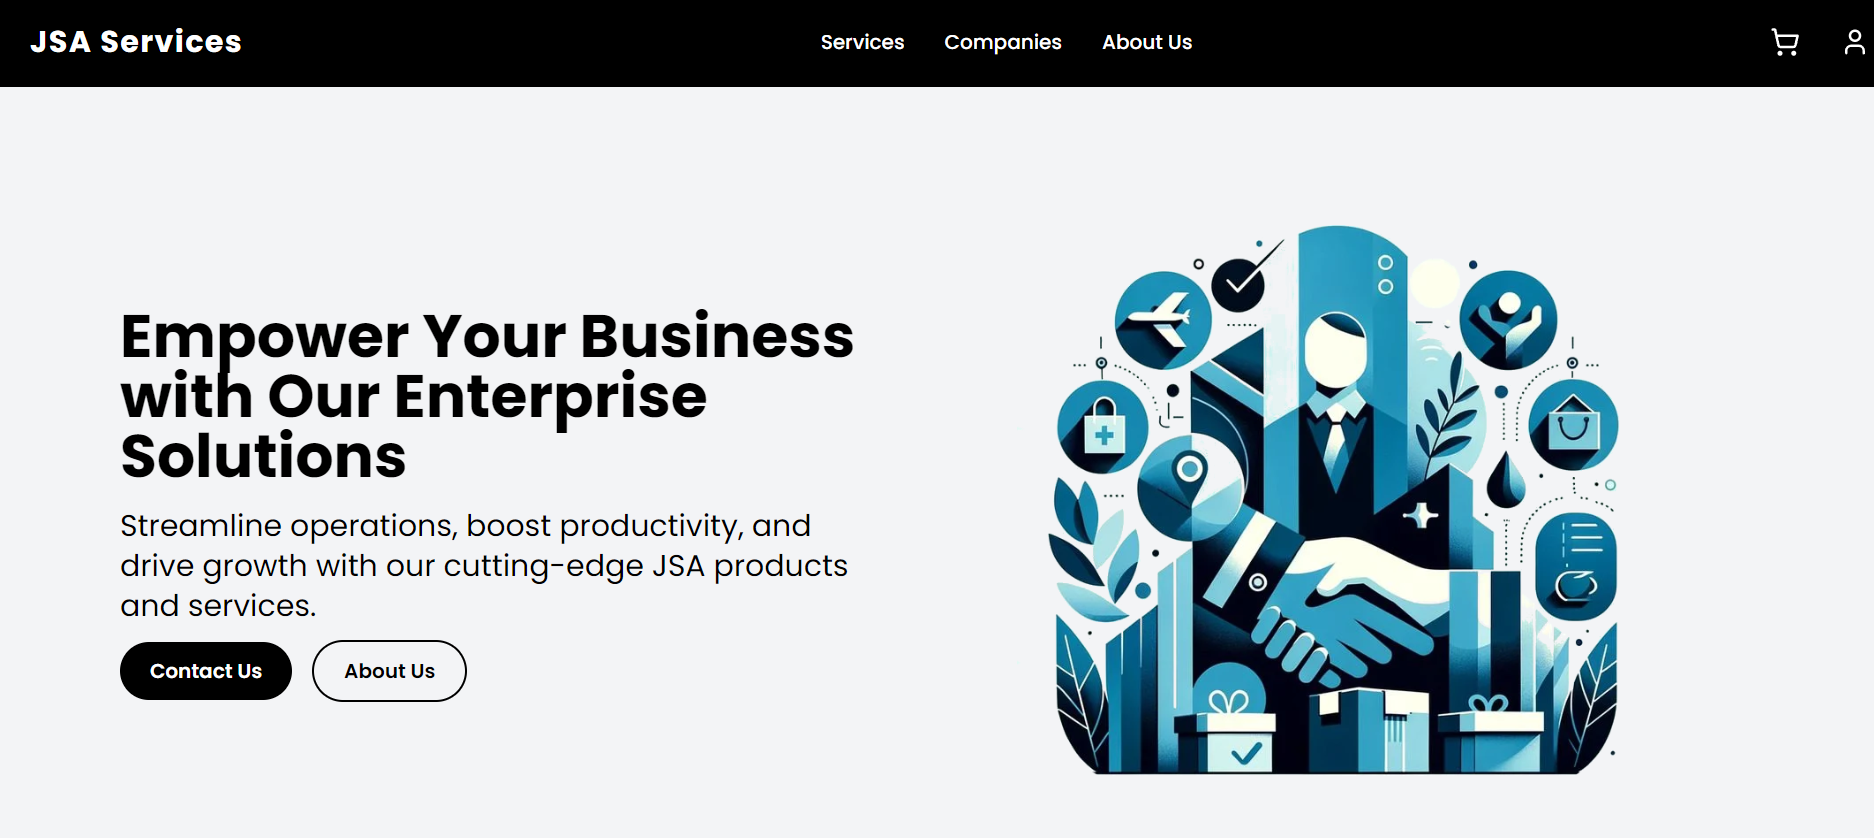 JSA Services
Services
Companies
About Us
Empower Your Business
with Our Enterprise
Solutions
Streamline operations, boost productivity, and
drive growth with our cutting-edge JSA products
and services.
Contact Us
About Us